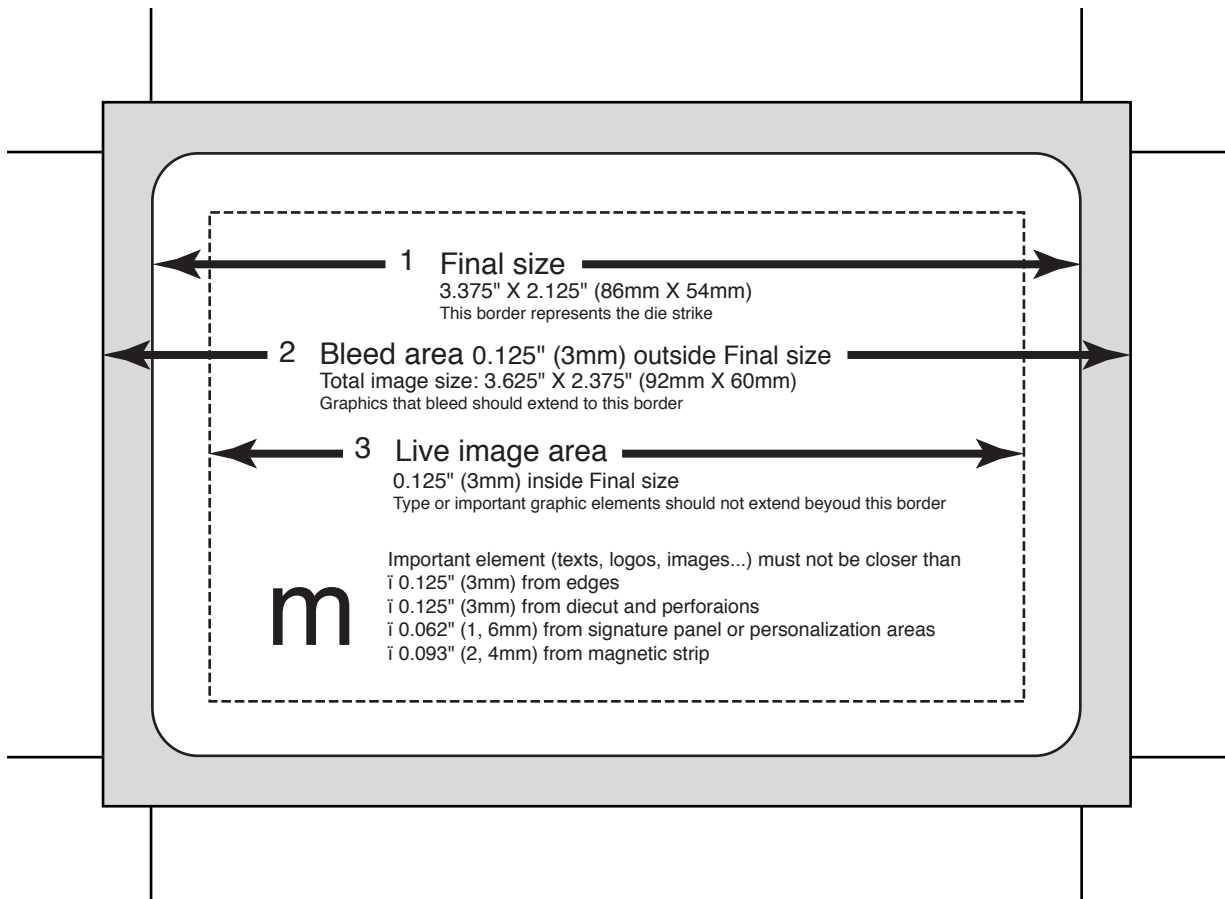 1 Final size
3.375" X 2.125" (86mm X 54mm)
This border represents the die strike
2 Bleed area 0.125" (3mm) outside Final size
Total image size: 3.625" X 2.375" (92mm X 60mm)
Graphics that bleed should extend to this border
3 Live image area
0.125" (3mm) inside Final size
Type or important graphic elements should not extend beyoud this border
m
Important element (texts, logos, images...) must not be closer than
ï 0.125" (3mm) from edges
ï 0.125" (3mm) from diecut and perforaions
ï 0.062" (1, 6mm) from signature panel or personalization areas
ï 0.093" (2, 4mm) from magnetic strip